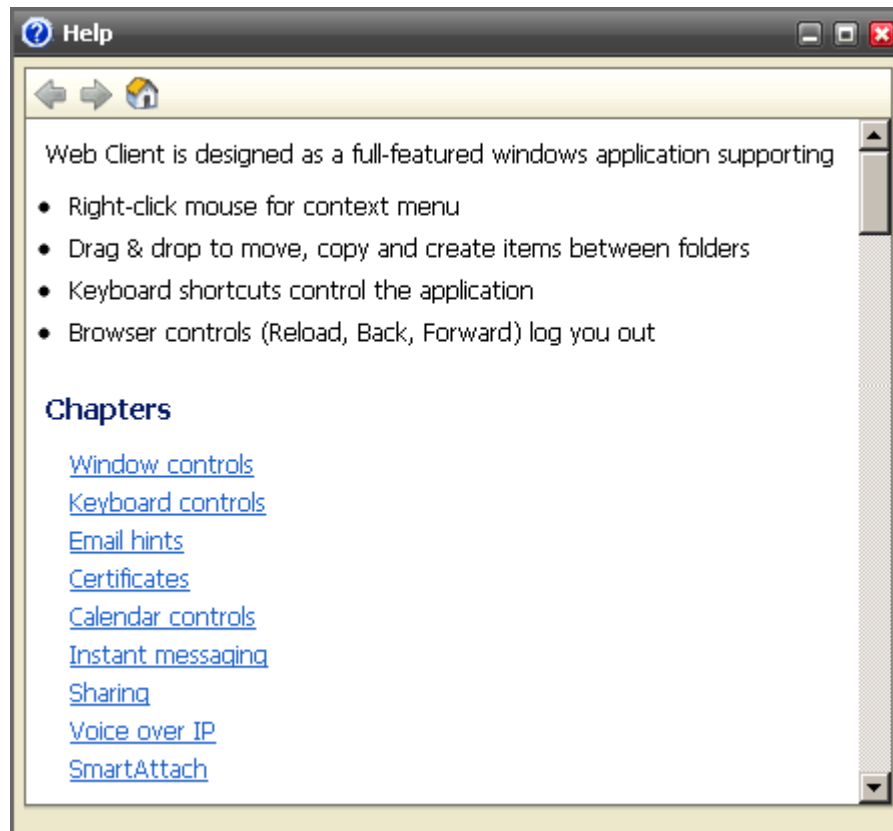 Help
Web Client is designed as a full-featured windows application supporting
• Right-click mouse for context menu
• Drag & drop to move, copy and create items between folders
• Keyboard shortcuts control the application
• Browser controls (Reload, Back, Forward) log you out
Chapters
Window controls
Keyboard controls
Email hints
Certificates
Calendar controls
Instant messaging
Sharing
Voice over IP
SmartAttach